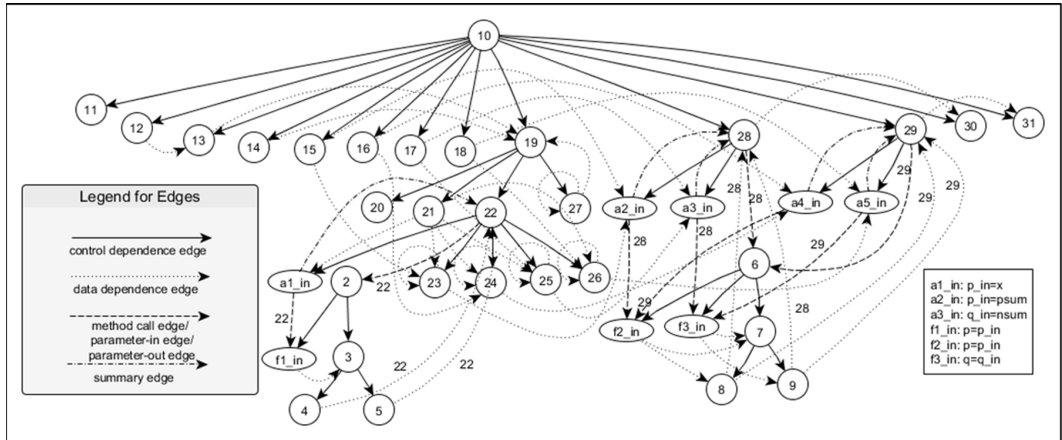 10
11
12
13
14
15
16
17
18
19
28
29
30
31
20
21
22
27
a2_in
a3_in
a4_in
a5_in
29
29
28
28
28
29
a1_in
2
22
23
24
25
26
6
22
29
28
f1_in
3
f2_in
f3_in
7
22
22
4
5
8
9
Legend for Edges
control dependence edge
data dependence edge
method call edge/
parameter-in edge/
parameter-out edge
summary edge
a1_in: p_in=x
a2_in: p_in=psum
a3_in: q_in=nsum
f1_in: p=p_in
f2_in: p=p_in
f3_in: q=q_in